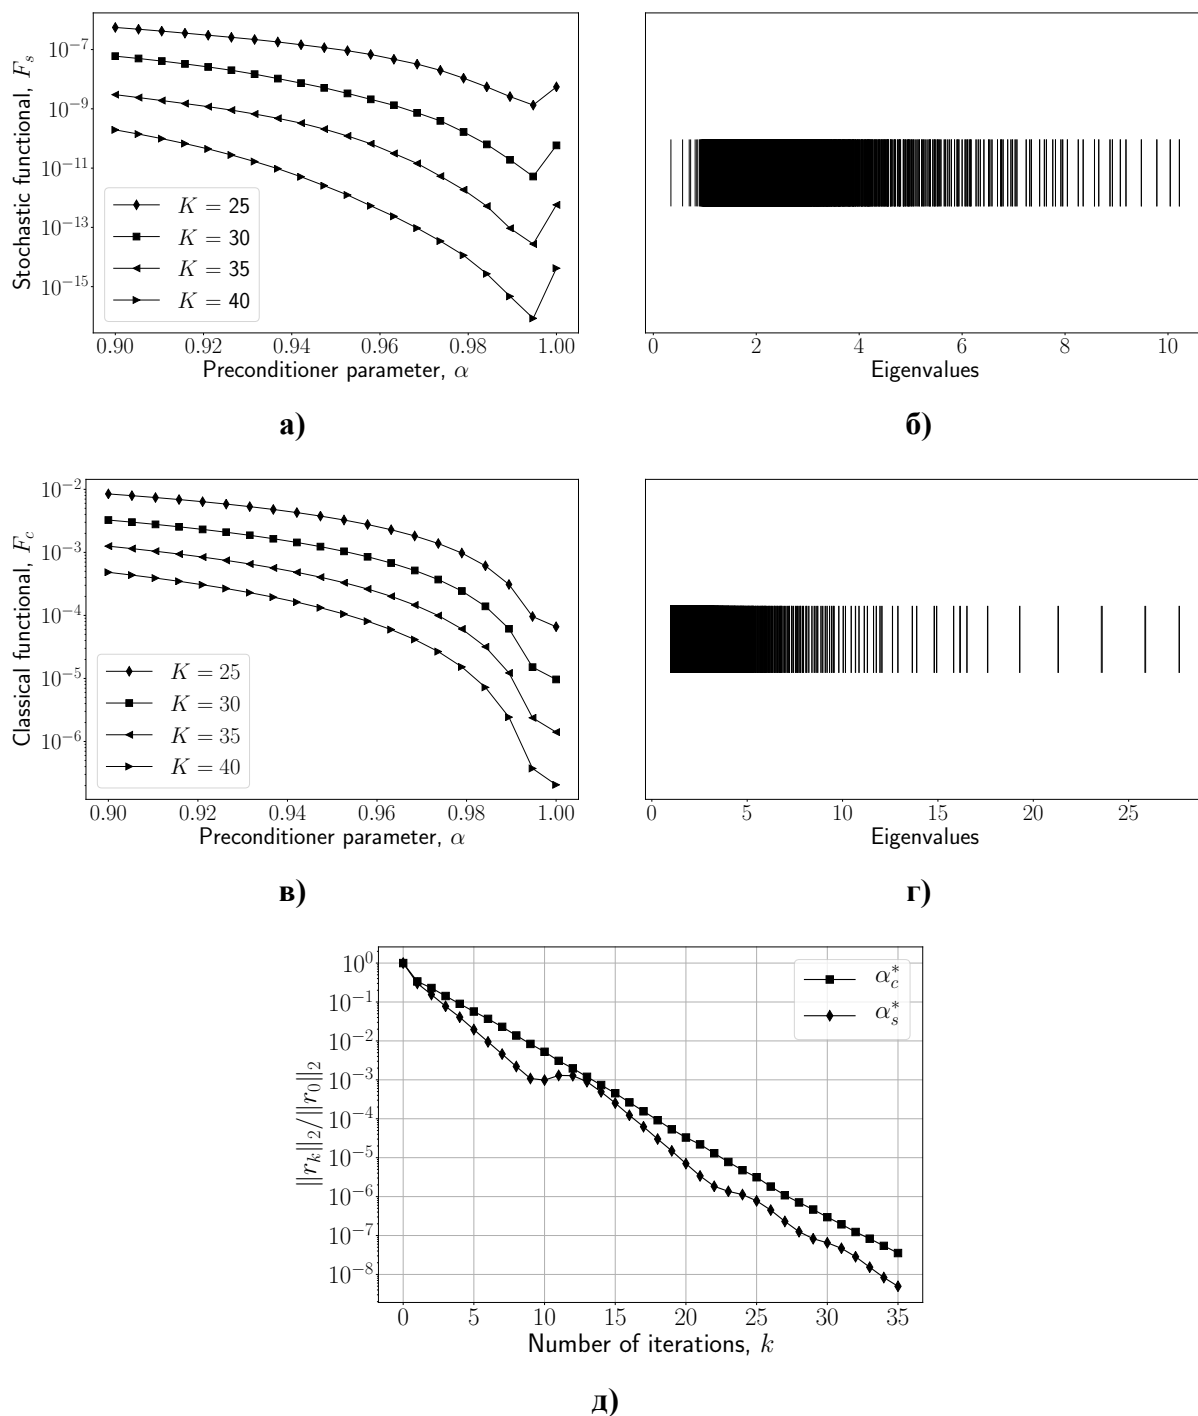 Stochastic functional, F_s
10^{-7}
10^{-9}
10^{-11}
10^{-13}
10^{-15}
K = 25
K = 30
K = 35
K = 40
0.90 0.92 0.94 0.96 0.98 1.00
Preconditioner parameter, α
а)
0 2 4 6 8 10
Eigenvalues
б)
Classical functional, F_c
10^{-2}
10^{-3}
10^{-4}
10^{-5}
10^{-6}
K = 25
K = 30
K = 35
K = 40
0.90 0.92 0.94 0.96 0.98 1.00
Preconditioner parameter, α
в)
0 5 10 15 20 25
Eigenvalues
г)
||r_k||_2/||r_0||_2
10^0
10^{-1}
10^{-2}
10^{-3}
10^{-4}
10^{-5}
10^{-6}
10^{-7}
10^{-8}
α_c^*
α_s^*
0 5 10 15 20 25 30 35
Number of iterations, k
д)